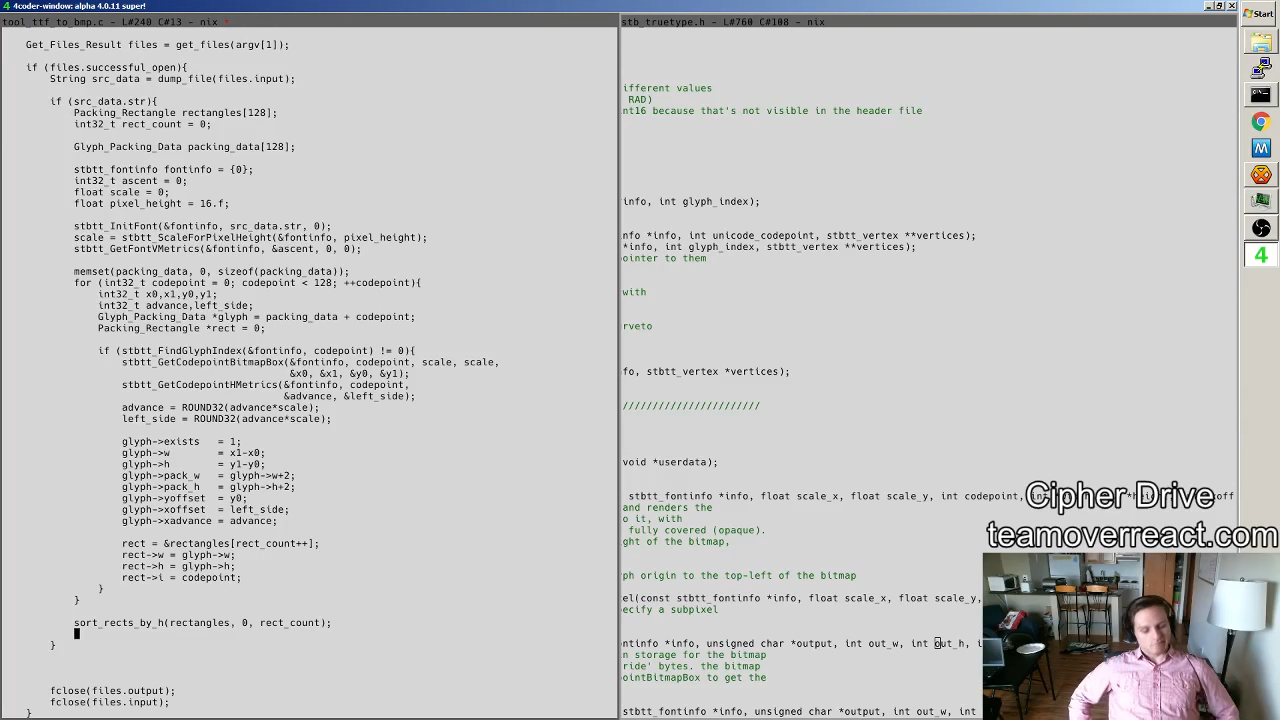 4coder-window: alpha 4.0.11 super!
tool_ttf_to_bmp.c - L#240 C#13 - nix *
Get_Files_Result files = get_files(argv[1]);
if (files.successful_open){
String src_data = dump_file(files.input);
if (src_data.str){
Packing_Rectangle rectangles[128];
int32_t rect_count = 0;
Glyph_Packing_Data packing_data[128];
stbtt_fontinfo fontinfo = {0};
int32_t ascent = 0;
float scale = 0;
float pixel_height = 16.f;
stbtt_InitFont(&fontinfo, src_data.str, 0);
scale = stbtt_ScaleForPixelHeight(&fontinfo, pixel_height);
stbtt_GetFontVMetrics(&fontinfo, &ascent, 0, 0);
memset(packing_data, 0, sizeof(packing_data));
for (int32_t codepoint = 0; codepoint < 128; ++codepoint){
int32_t x0,x1,y0,y1;
int32_t advance,left_side;
Glyph_Packing_Data *glyph = packing_data + codepoint;
Packing_Rectangle *rect = 0;
if (stbtt_FindGlyphIndex(&fontinfo, codepoint) != 0){
stbtt_GetCodepointBitmapBox(&fontinfo, codepoint, scale, scale,
&x0, &x1, &y0, &y1);
stbtt_GetCodepointHMetrics(&fontinfo, codepoint,
&advance, &left_side);
advance = ROUND32(advance*scale);
left_side = ROUND32(advance*scale);
glyph->exists = 1;
glyph->w = x1-x0;
glyph->h = y1-y0;
glyph->pack_w = glyph->w+2;
glyph->pack_h = glyph->h+2;
glyph->yoffset = y0;
glyph->xoffset = left_side;
glyph->xadvance = advance;
rect = &rectangles[rect_count++];
rect->w = glyph->w;
rect->h = glyph->h;
rect->i = codepoint;
}
}
sort_rects_by_h(rectangles, 0, rect_count);
}
fclose(files.output);
fclose(files.input);
}
stb_truetype.h - L#760 C#108 - nix
ifferent values
RAD)
nt16 because that's not visible in the header file
info, int glyph_index);
nfo *info, int unicode_codepoint, stbtt_vertex **vertices);
*info, int glyph_index, stbtt_vertex **vertices);
pointer to them
with
rveto
nfo, stbtt_vertex *vertices);
///////////////////////
void *userdata);
stbtt_fontinfo *info, float scale_x, float scale_y, int codepoint, in
off
and renders the
o it, with
fully covered (opaque).
ght of the bitmap,
ph origin to the top-left of the bitmap
el(const stbtt_fontinfo *info, float scale_x, float scale_y,
ecify a subpixel
ontinfo *info, unsigned char *output, int out_w, int out_h, i
n storage for the bitmap
ride' bytes. the bitmap
pointBitmapBox to get the
stbtt_fontinfo *info, unsigned char *output, int out_w, int
Start
Cipher Drive
teamoverreact.com